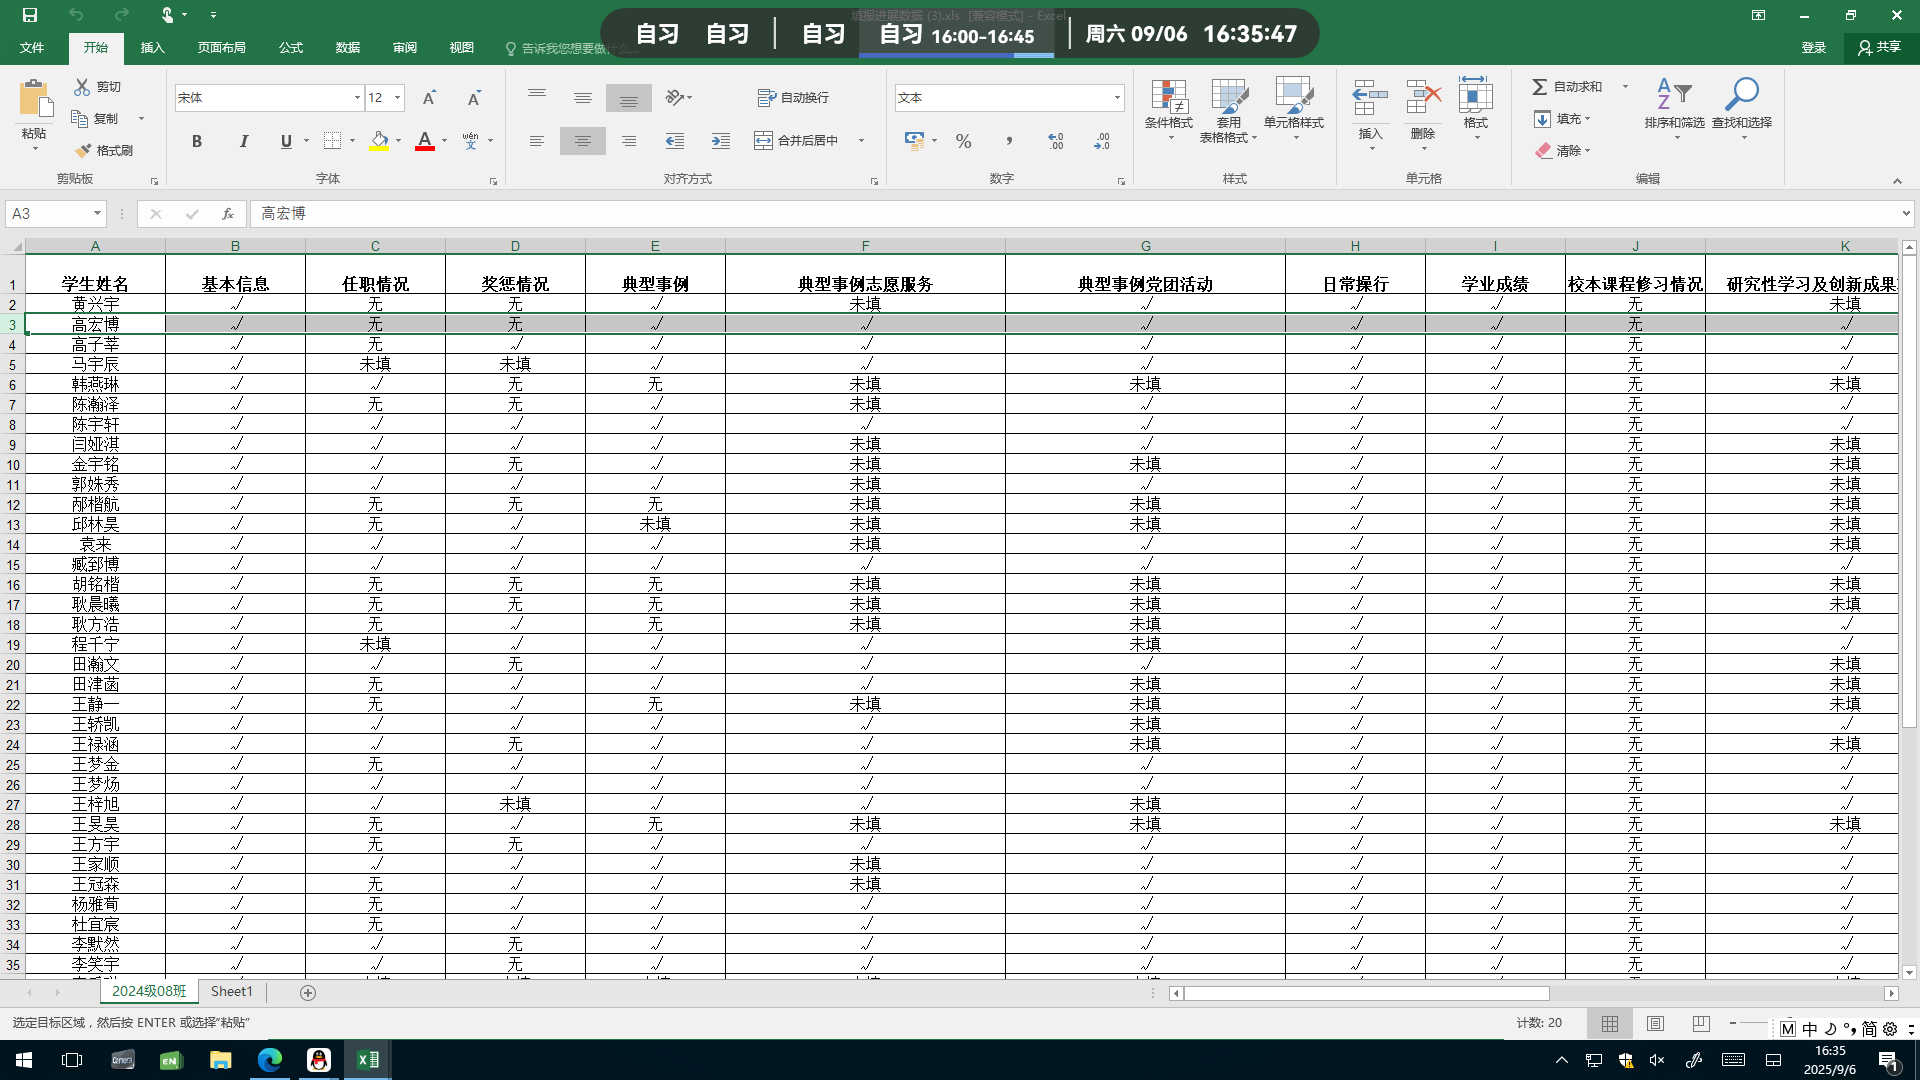 填报进展数据 (3).xls [兼容模式] - Excel
自习 自习 | 自习 自习 16:00-16:45 | 周六 09/06 16:35:47
文件 开始 插入 页面布局 公式 数据 审阅 视图 告诉我您想要做什么... 登录 共享
粘贴 剪切 复制 格式刷 剪贴板
宋体 12 B I U A wén 文 字体
自动换行 合并后居中 对齐方式
文本 % , 数字
条件格式 套用表格格式 单元格样式 样式
插入 删除 格式 单元格
自动求和 填充 清除 排序和筛选 查找和选择 编辑
A3 fx 高宏博
A B C D E F G H I J K
1 学生姓名 基本信息 任职情况 奖惩情况 典型事例 典型事例志愿服务 典型事例党团活动 日常操行 学业成绩 校本课程修习情况 研究性学习及创新成果
2 黄兴宇 √ 无 无 √ 未填 √ √ √ 无 未填
3 高宏博 √ 无 无 √ √ √ √ √ 无 √
4 高子莘 √ 无 √ √ √ √ √ √ 无 √
5 马宇辰 √ 未填 未填 √ √ √ √ √ 无 √
6 韩燕琳 √ √ 无 无 未填 未填 √ √ 无 未填
7 陈瀚泽 √ 无 无 √ 未填 √ √ √ 无 √
8 陈宇轩 √ √ √ √ √ √ √ √ 无 √
9 闫娅淇 √ √ √ √ 未填 √ √ √ 无 未填
10 金宇铭 √ √ 无 √ 未填 未填 √ √ 无 未填
11 郭姝秀 √ √ √ √ 未填 √ √ √ 无 未填
12 邴楷航 √ 无 无 无 未填 未填 √ √ 无 未填
13 邱林昊 √ 无 √ 未填 未填 未填 √ √ 无 未填
14 袁来 √ √ √ √ 未填 √ √ √ 无 未填
15 臧郅博 √ √ √ √ √ √ √ √ 无 √
16 胡铭楷 √ 无 无 无 未填 未填 √ √ 无 未填
17 耿晨曦 √ 无 无 无 未填 未填 √ √ 无 未填
18 耿方浩 √ 无 √ 无 未填 未填 √ √ 无 √
19 程千宁 √ 未填 √ √ √ 未填 √ √ 无 √
20 田瀚文 √ √ 无 √ √ √ √ √ 无 未填
21 田津菡 √ 无 √ √ √ 未填 √ √ 无 未填
22 王静一 √ 无 √ 无 未填 未填 √ √ 无 未填
23 王轿凯 √ √ √ √ √ 未填 √ √ 无 √
24 王禄涵 √ √ 无 √ √ 未填 √ √ 无 未填
25 王梦金 √ 无 √ √ √ √ √ √ 无 √
26 王梦炀 √ √ √ √ √ √ √ √ 无 √
27 王梓旭 √ √ 未填 √ √ 未填 √ √ 无 √
28 王旻昊 √ 无 √ 无 未填 未填 √ √ 无 未填
29 王方宇 √ 无 无 √ √ √ √ √ 无 √
30 王家顺 √ √ √ √ 未填 √ √ √ 无 √
31 王冠森 √ 无 √ √ 未填 √ √ √ 无 √
32 杨雅荀 √ 无 √ √ √ √ √ √ 无 √
33 杜宜宸 √ 无 √ √ √ √ √ √ 无 √
34 李默然 √ √ 无 √ √ √ √ √ 无 √
35 李笑宇 √ √ 无 √ √ √ √ √ 无 √
2024级08班 Sheet1
选定目标区域，然后按 ENTER 或选择"粘贴" 计数: 20
M 中 简
EN 16:35
2025/9/6 1